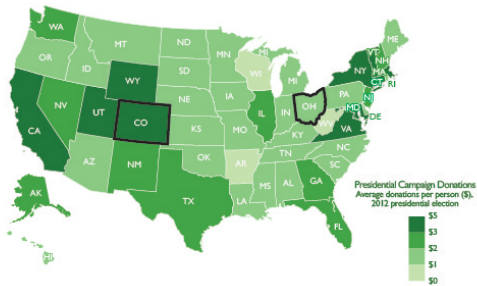 WA
OR
CA
NV
ID
MT
WY
UT
CO
AZ
NM
ND
SD
NE
KS
OK
TX
MN
IA
MO
AR
LA
WI
IL
MI
MI
IN
OH
KY
TN
MS
AL
GA
FL
SC
NC
VA
WV
PA
NY
VT
NH
ME
MA
CT
RI
NJ
MD
DE
AK
HI
Presidential Campaign Donations
Average donations per person ($),
2012 presidential election
$5
$3
$2
$1
$0